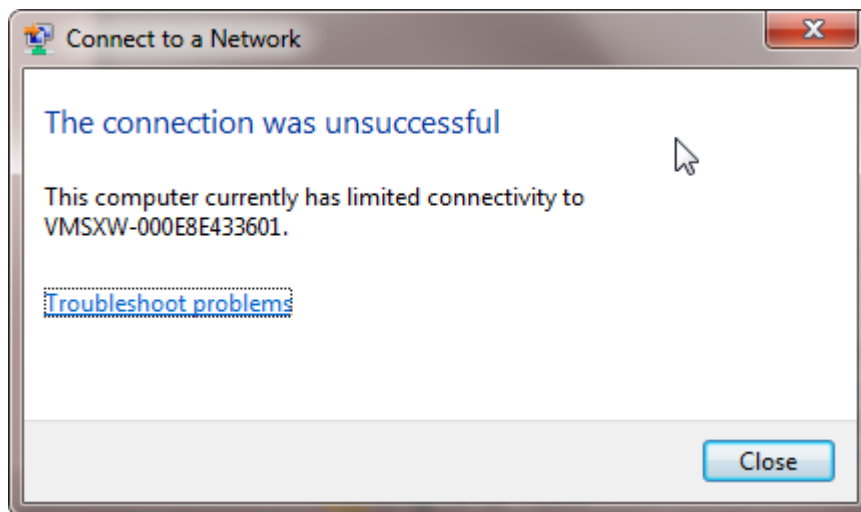 Connect to a Network
The connection was unsuccessful
This computer currently has limited connectivity to
VMSXW-000E8E433601.
Troubleshoot problems
Close